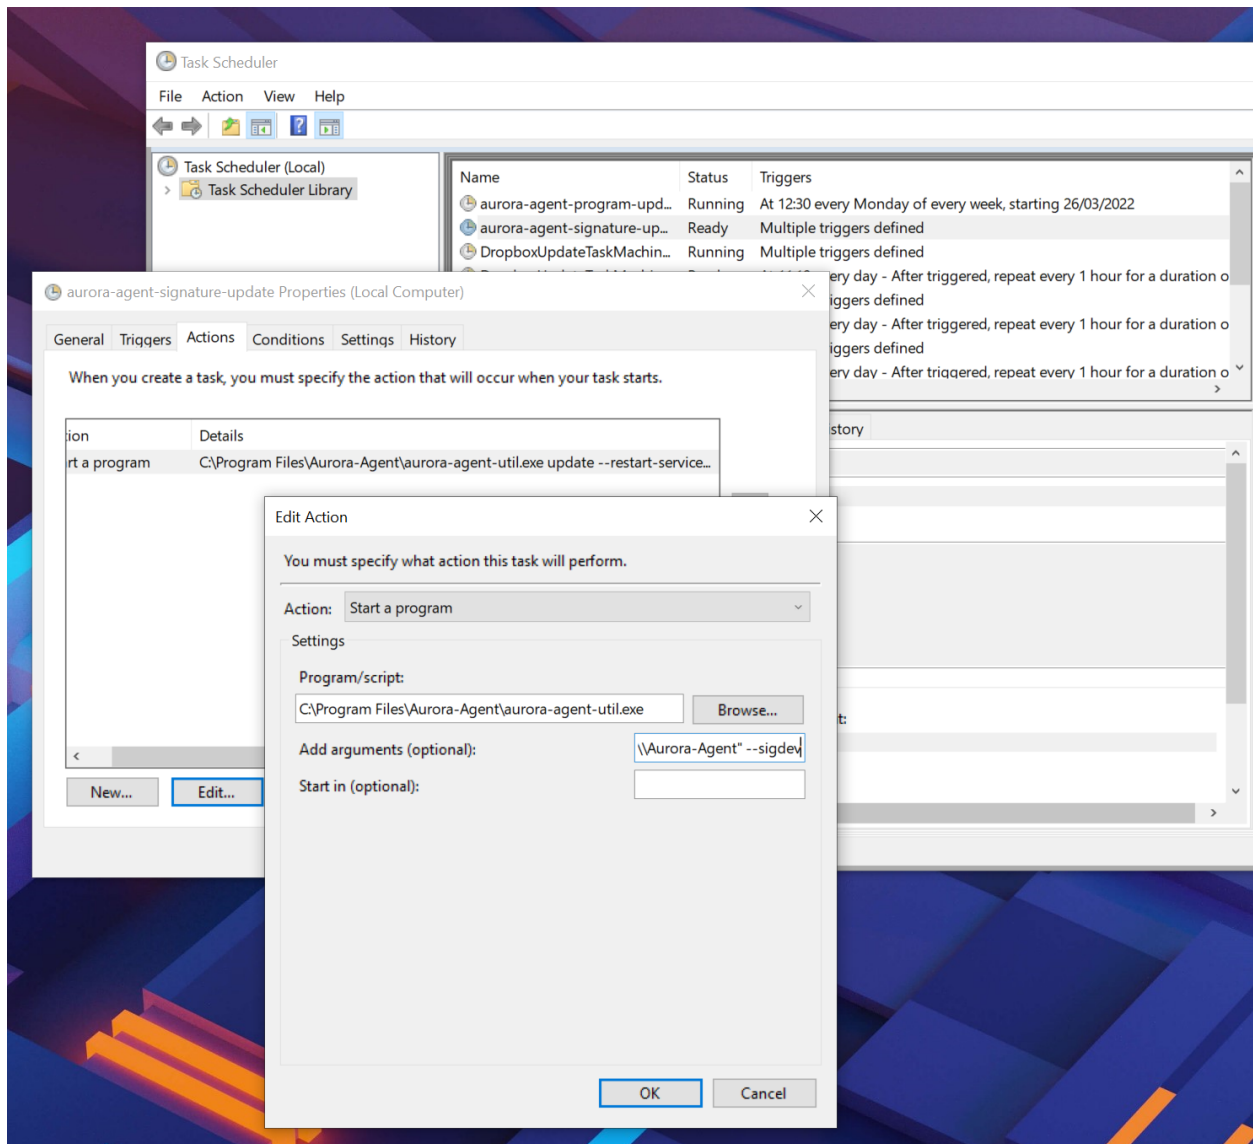 Task Scheduler
File Action View Help
Task Scheduler (Local)
Task Scheduler Library
Name Status Triggers
aurora-agent-program-upd... Running At 12:30 every Monday of every week, starting 26/03/2022
aurora-agent-signature-up... Ready Multiple triggers defined
DropboxUpdateTaskMachin... Running Multiple triggers defined
ery day - After triggered, repeat every 1 hour for a duration o
iggers defined
ery day - After triggered, repeat every 1 hour for a duration o
iggers defined
ery day - After triggered, repeat every 1 hour for a duration o
story
t:
aurora-agent-signature-update Properties (Local Computer)
General Triggers Actions Conditions Settings History
When you create a task, you must specify the action that will occur when your task starts.
ion Details
rt a program C:\Program Files\Aurora-Agent\aurora-agent-util.exe update --restart-service...
New... Edit...
Edit Action
You must specify what action this task will perform.
Action: Start a program
Settings
Program/script:
C:\Program Files\Aurora-Agent\aurora-agent-util.exe Browse...
Add arguments (optional): \\Aurora-Agent" --sigdev
Start in (optional):
OK Cancel